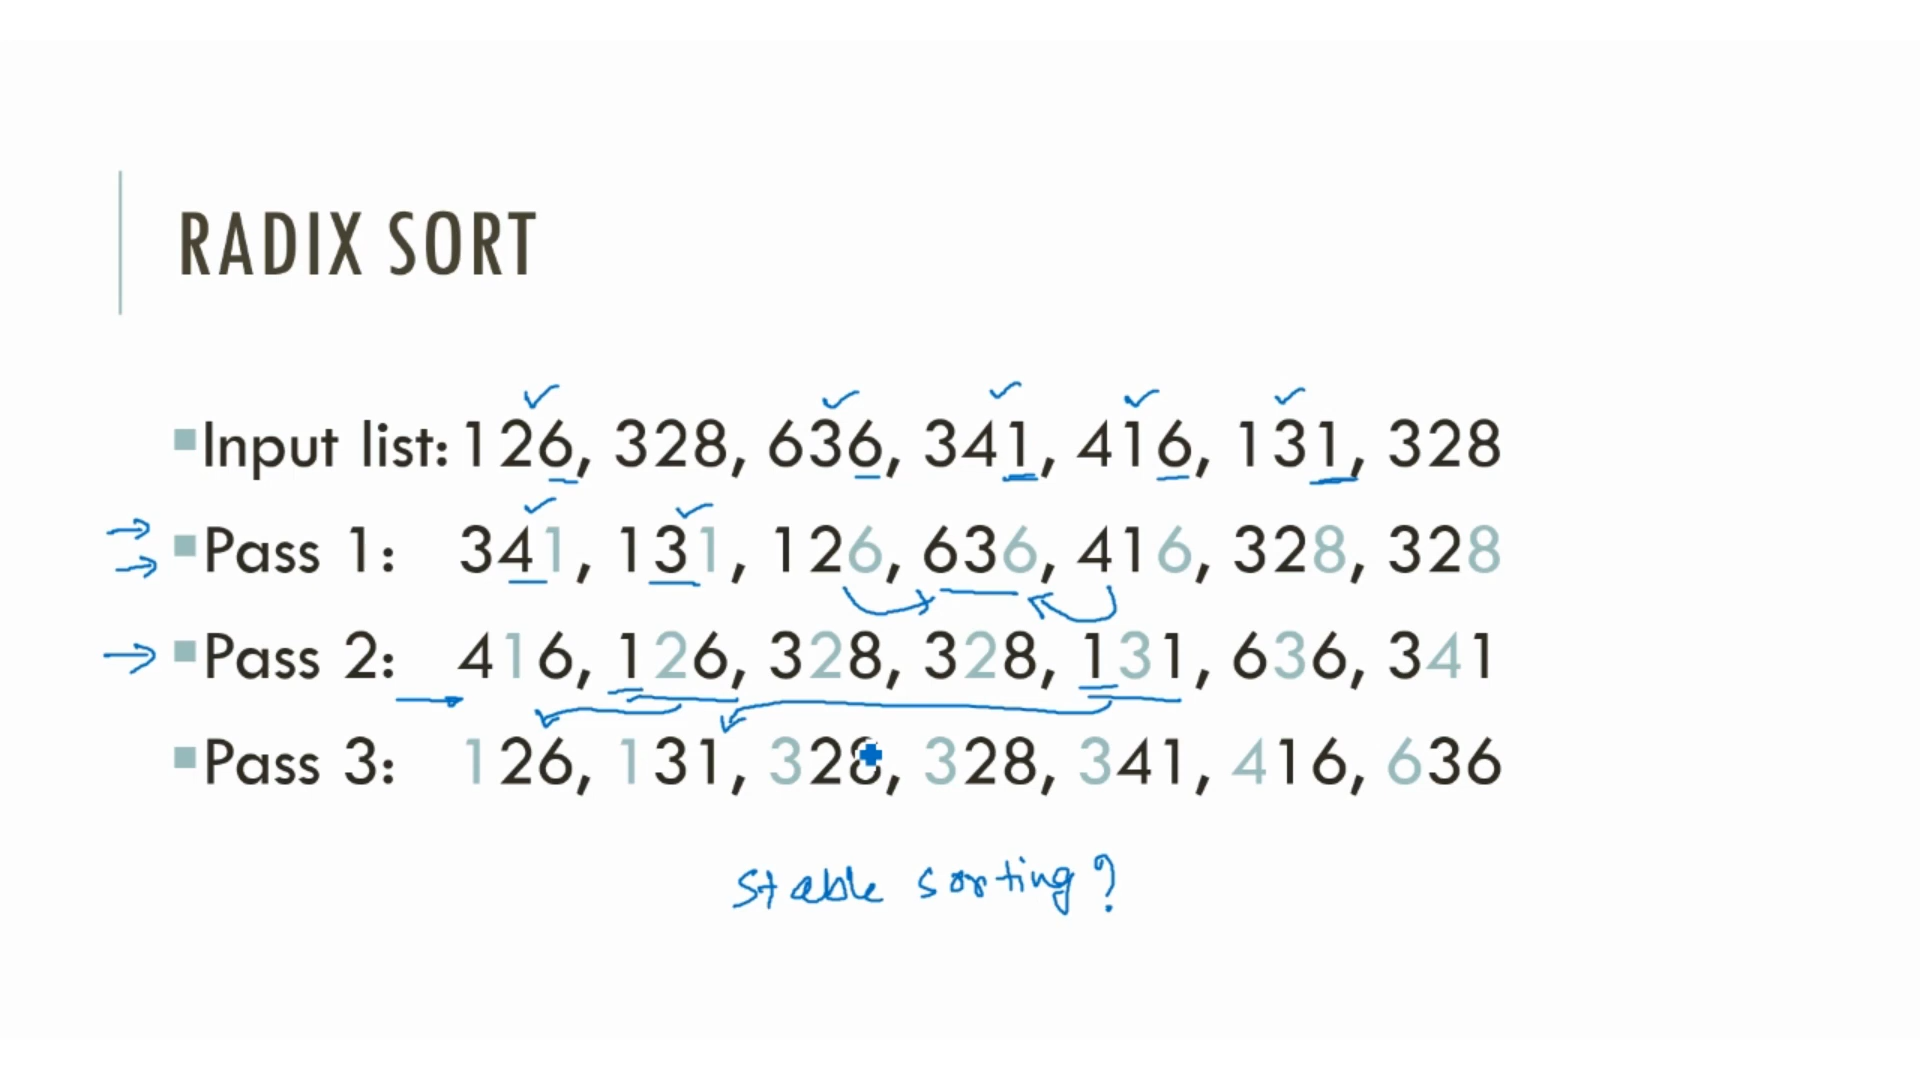 RADIX SORT
Input list: 126, 328, 636, 341, 416, 131, 328
Pass 1: 341, 131, 126, 636, 416, 328, 328
Pass 2: 416, 126, 328, 328, 131, 636, 341
Pass 3: 126, 131, 328, 328, 341, 416, 636
Stable sorting?